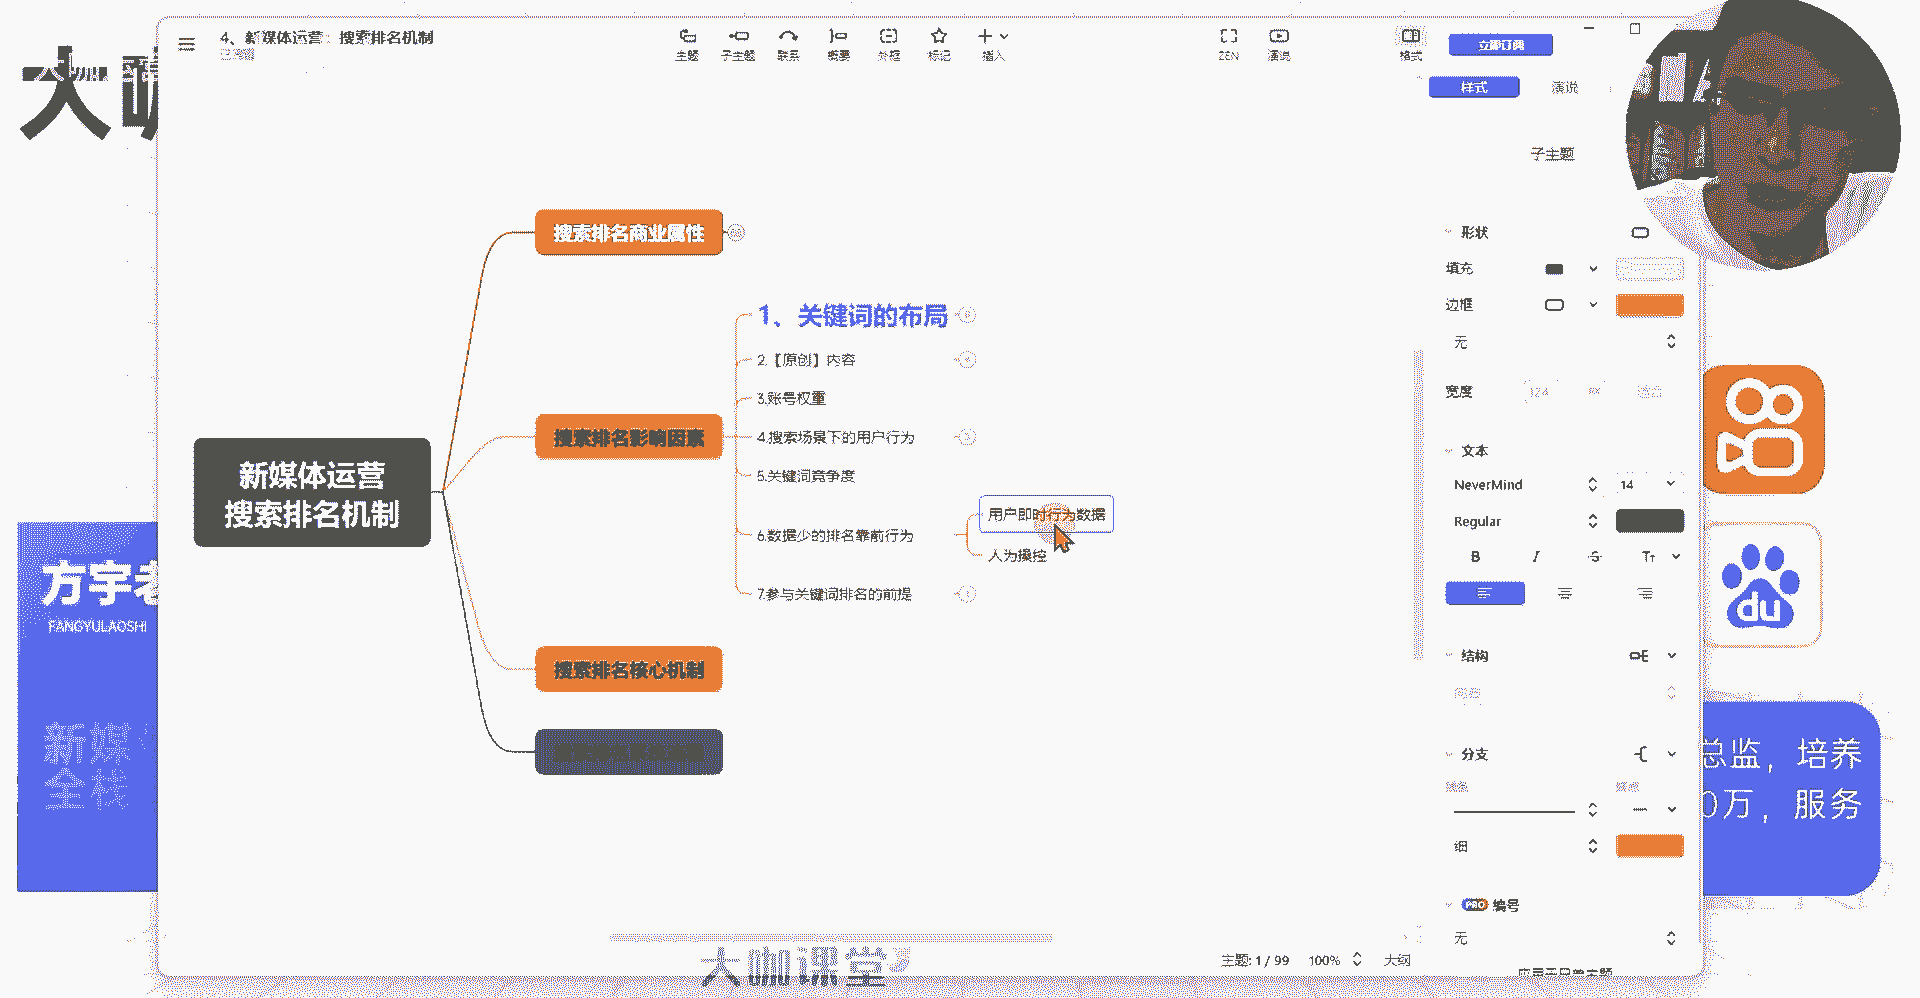 4、新媒体运营：搜索排名机制
已编辑
主题
子主题
联系
概要
外框
标记
插入
ZEN
演说
格式
立即订阅
样式
演说
子主题
大咖
搜索排名商业属性
1、关键词的布局
2.【原创】内容
3.账号权重
搜索排名影响因素
4.搜索场景下的用户行为
5.关键词竞争度
新媒体运营
搜索排名机制
用户即时行为数据
6.数据少的排名靠前行为
人为操控
7.参与关键词排名的前提
搜索排名核心机制
形状
填充
边框
无
宽度
124
文本
NeverMind
14
Regular
B
I
S
Tт
结构
分支
细
PRO 编号
无
方宇老
FANGYULAOSHI
新媒
全栈
du
总监，培养
0万，服务
大咖课堂
主题: 1 / 99
100%
大纲